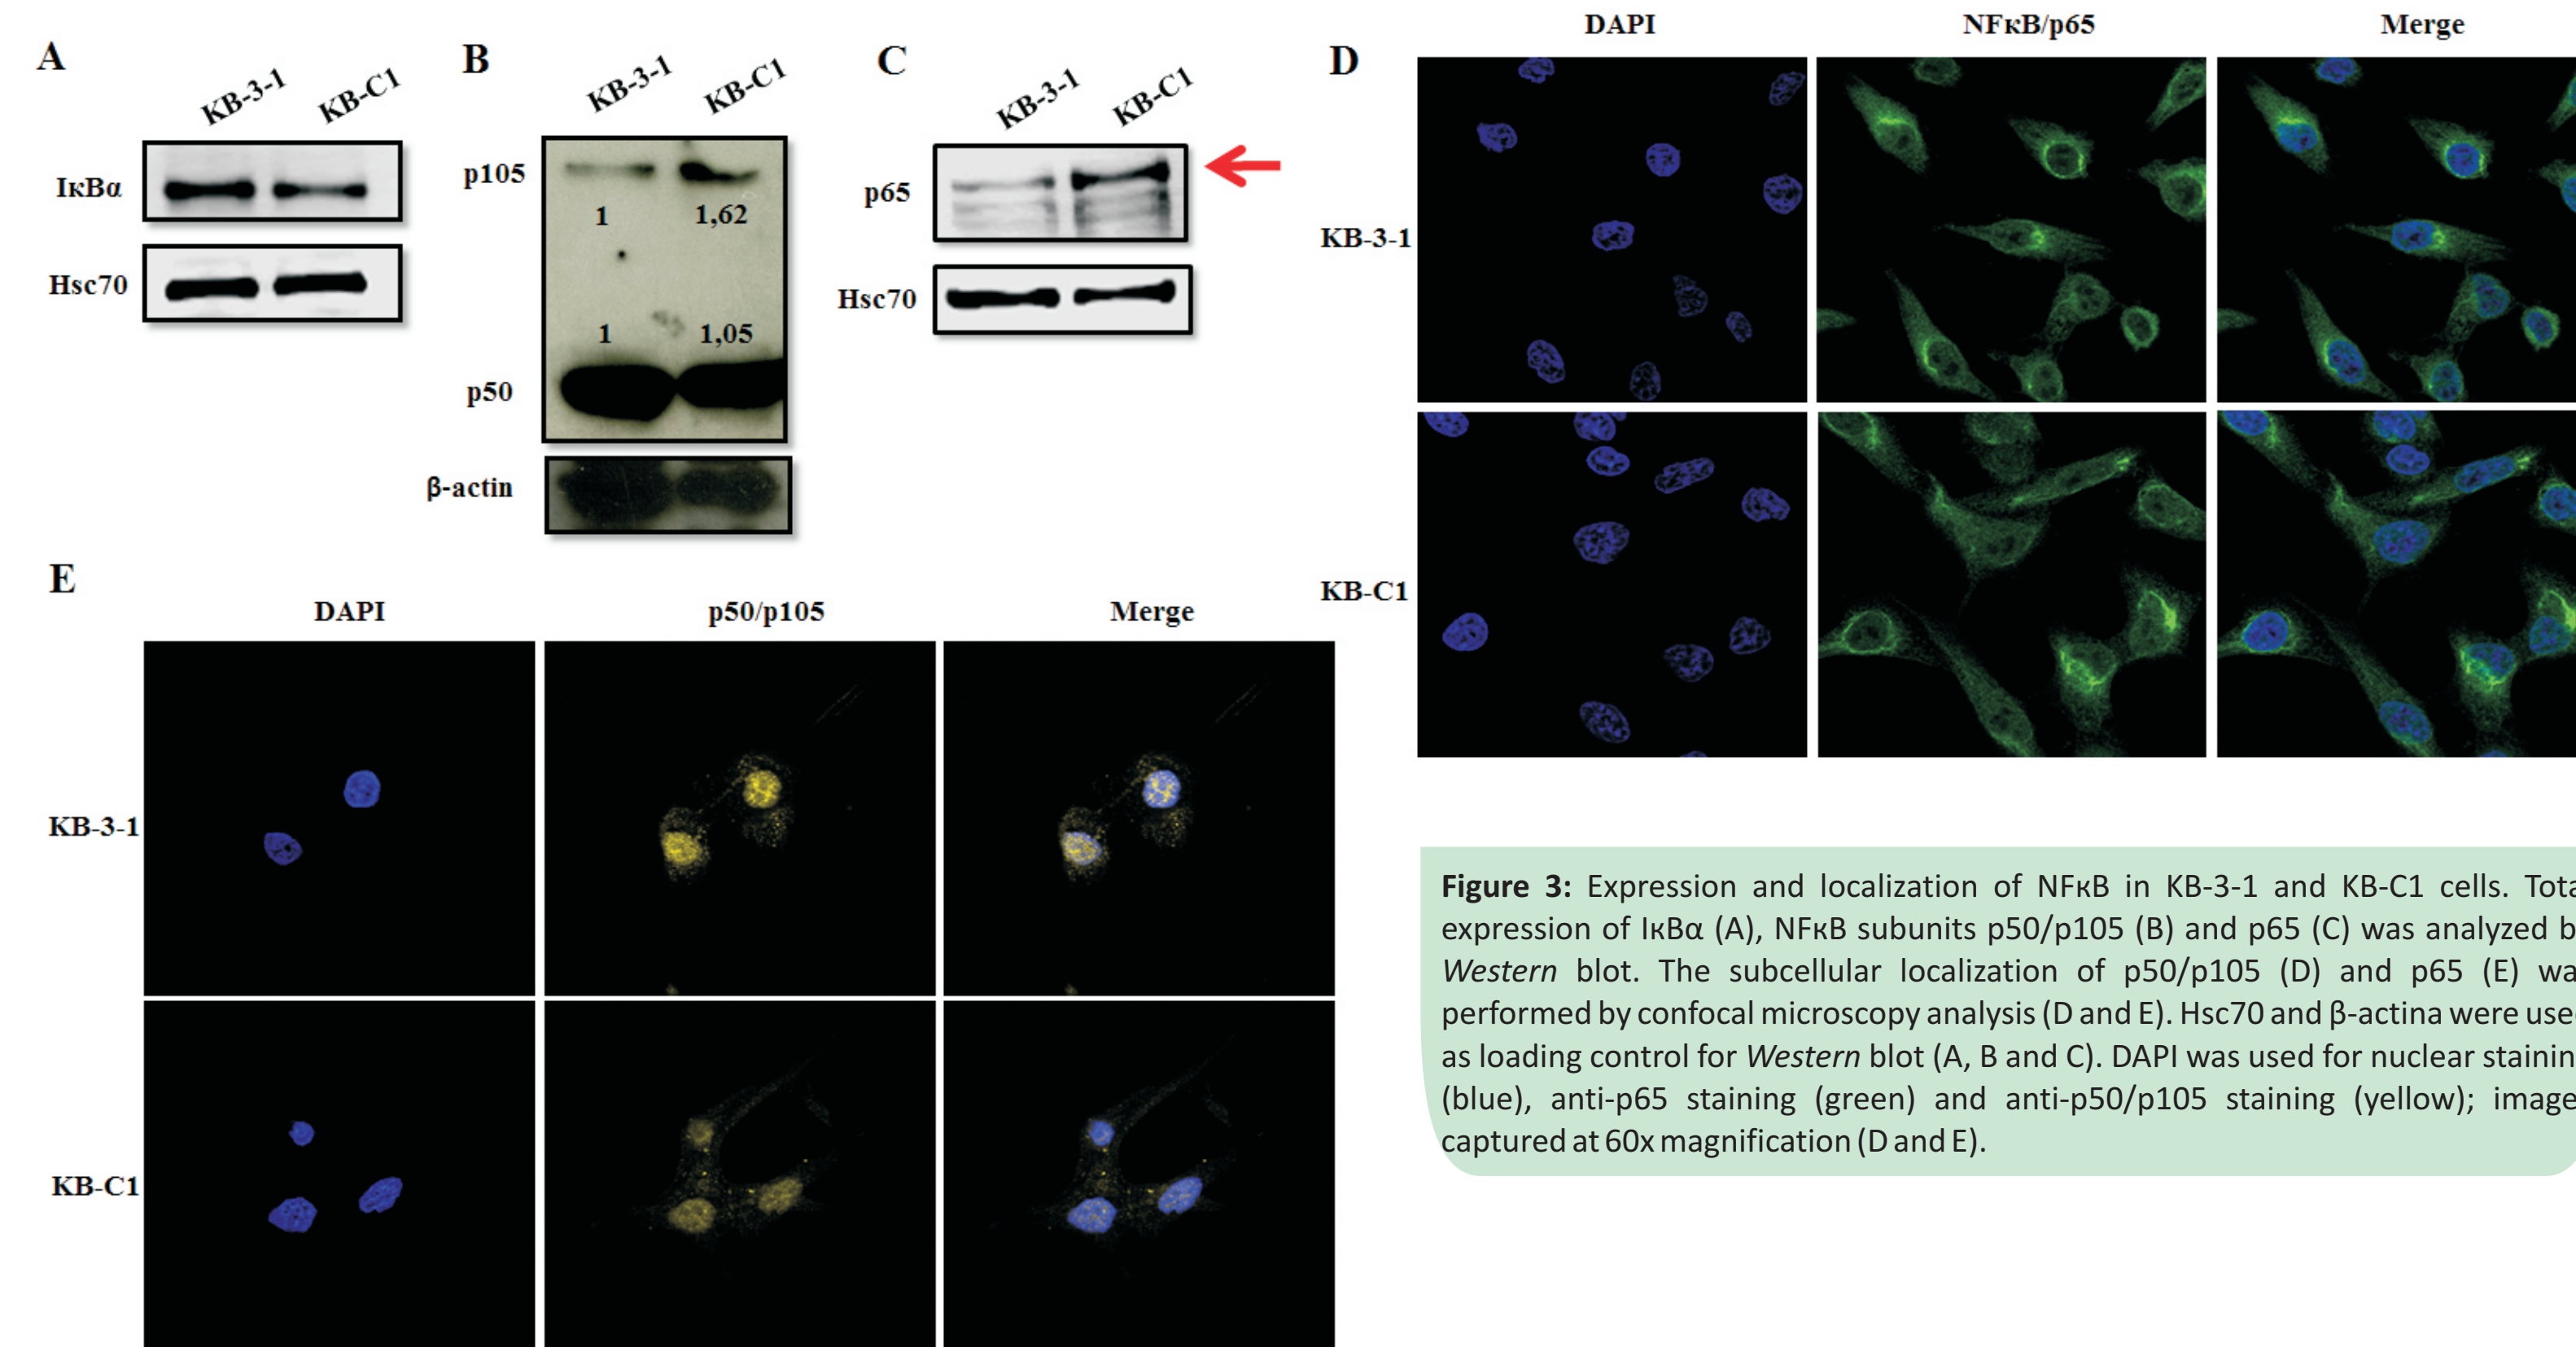 A
KB-3-1 KB-C1
IκBα
Hsc70
B
KB-3-1 KB-C1
p105
1 1,62
1 1,05
p50
β-actin
C
KB-3-1 KB-C1
p65
Hsc70
D
DAPI NFκB/p65 Merge
KB-3-1
KB-C1
E
DAPI p50/p105 Merge
KB-3-1
KB-C1
Figure 3: Expression and localization of NFκB in KB-3-1 and KB-C1 cells.
expression of IκBα (A), NFκB subunits p50/p105 (B) and p65 (C) was analyzed
Western blot. The subcellular localization of p50/p105 (D) and p65 (E)
performed by confocal microscopy analysis (D and E). Hsc70 and β-actina were
as loading control for Western blot (A, B and C). DAPI was used for nuclear
(blue), anti-p65 staining (green) and anti-p50/p105 staining (yellow);
captured at 60x magnification (D and E).